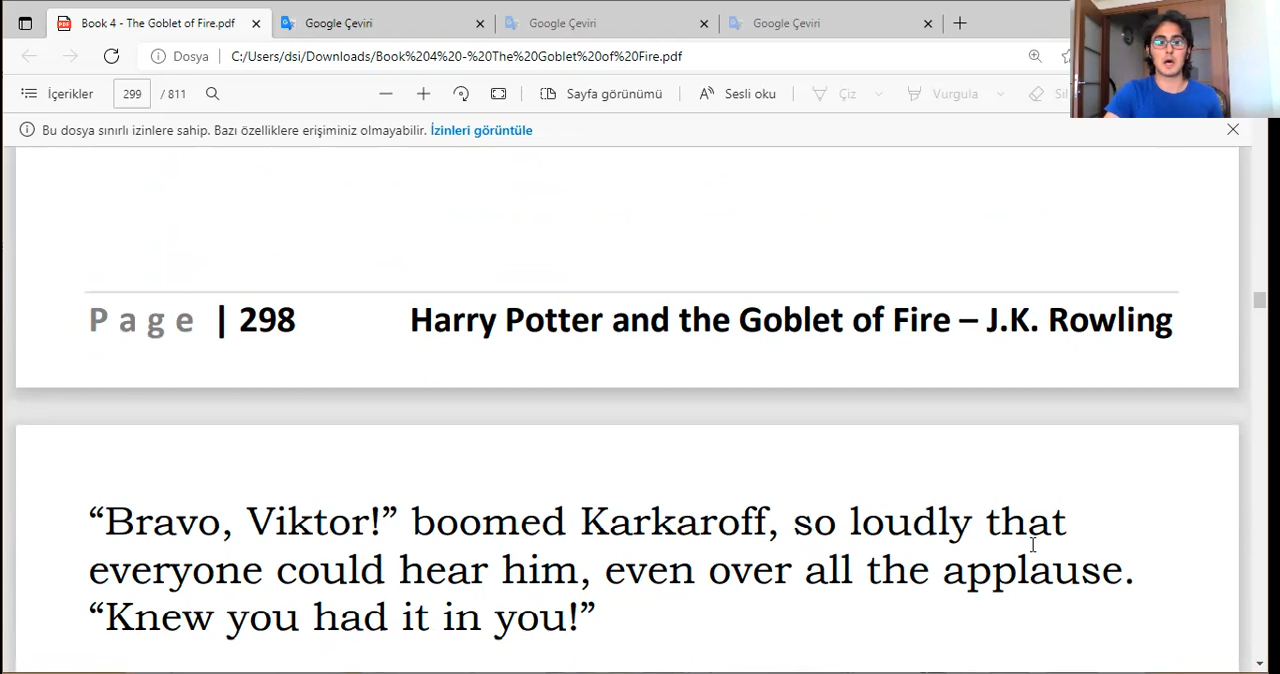 Book 4 - The Goblet of Fire.pdf
Google Çeviri
Google Çeviri
Google Çeviri
Dosya
C:/Users/dsi/Downloads/Book%204%20-%20The%20Goblet%20of%20Fire.pdf
İçerikler
299 / 811
Sayfa görünümü
Sesli oku
Çiz
Vurgula
Sil
Bu dosya sınırlı izinlere sahip. Bazı özelliklere erişiminiz olmayabilir. İzinleri görüntüle
Page | 298
Harry Potter and the Goblet of Fire – J.K. Rowling
“Bravo, Viktor!” boomed Karkaroff, so loudly that
everyone could hear him, even over all the applause.
“Knew you had it in you!”